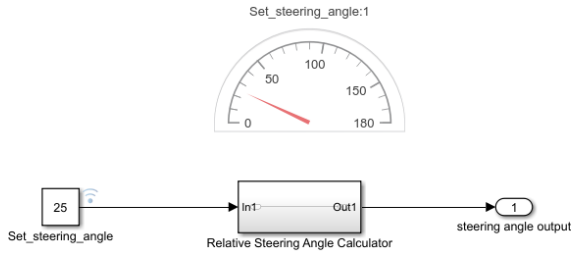 Set_steering_angle:1
0
50
100
150
180
25
In1
Out1
1
Set_steering_angle
Relative Steering Angle Calculator
steering angle output